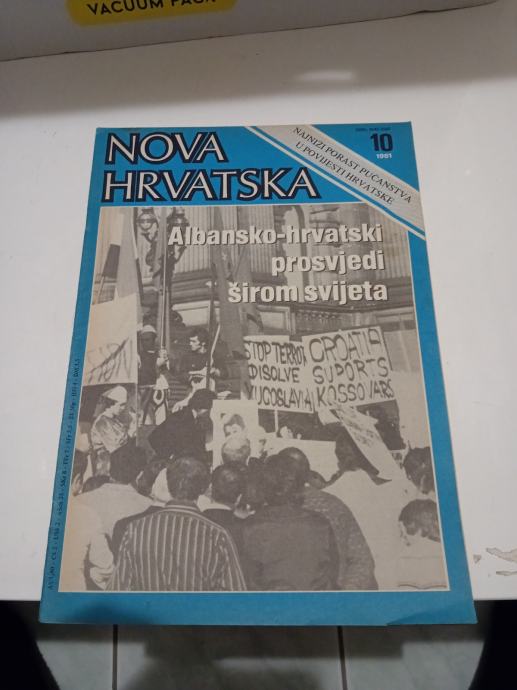 VACUUM PACK
NOVA
HRVATSKA
NAJNIŽI PORAST PUČANSTVA
U POVIJESTI HRVATSKE
10
1981
Albansko-hrvatski
prosvjedi
širom svijeta
STOP TERROR
DISOLVE
YUGOSLAVIA
CROATIA
SUPORTS
KOSSOVARS